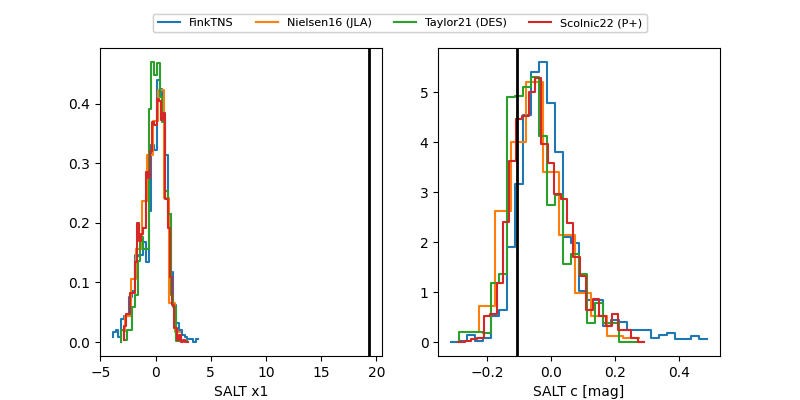 FinkTNS Nielsen16 (JLA) Taylor21 (DES) Scolnic22 (P+)
0.4
0.3
0.2
0.1
0.0
−5 0 5 10 15 20
SALT x1
5
4
3
2
1
0
−0.2 0.0 0.2 0.4
SALT c [mag]